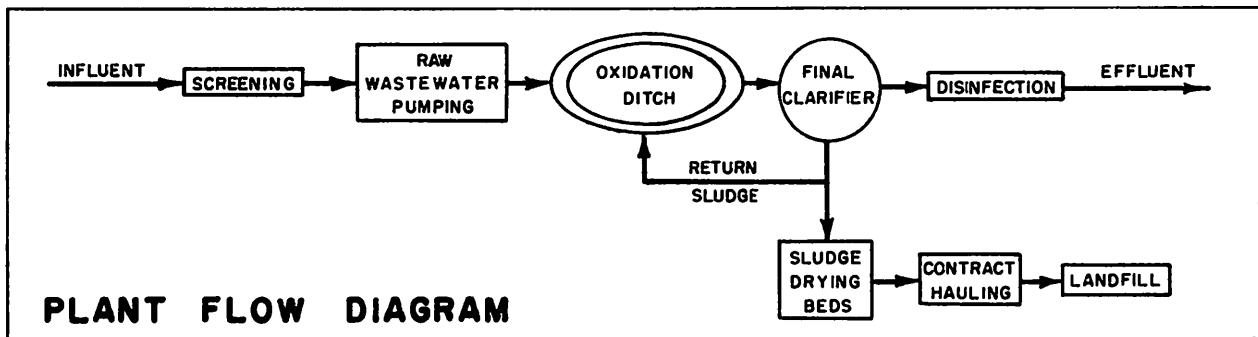 INFLUENT
SCREENING
RAW
WASTEWATER
PUMPING
OXIDATION
DITCH
FINAL
CLARIFIER
DISINFECTION
EFFLUENT
RETURN
SLUDGE
SLUDGE
DRYING
BEDS
CONTRACT
HAULING
LANDFILL
PLANT FLOW DIAGRAM